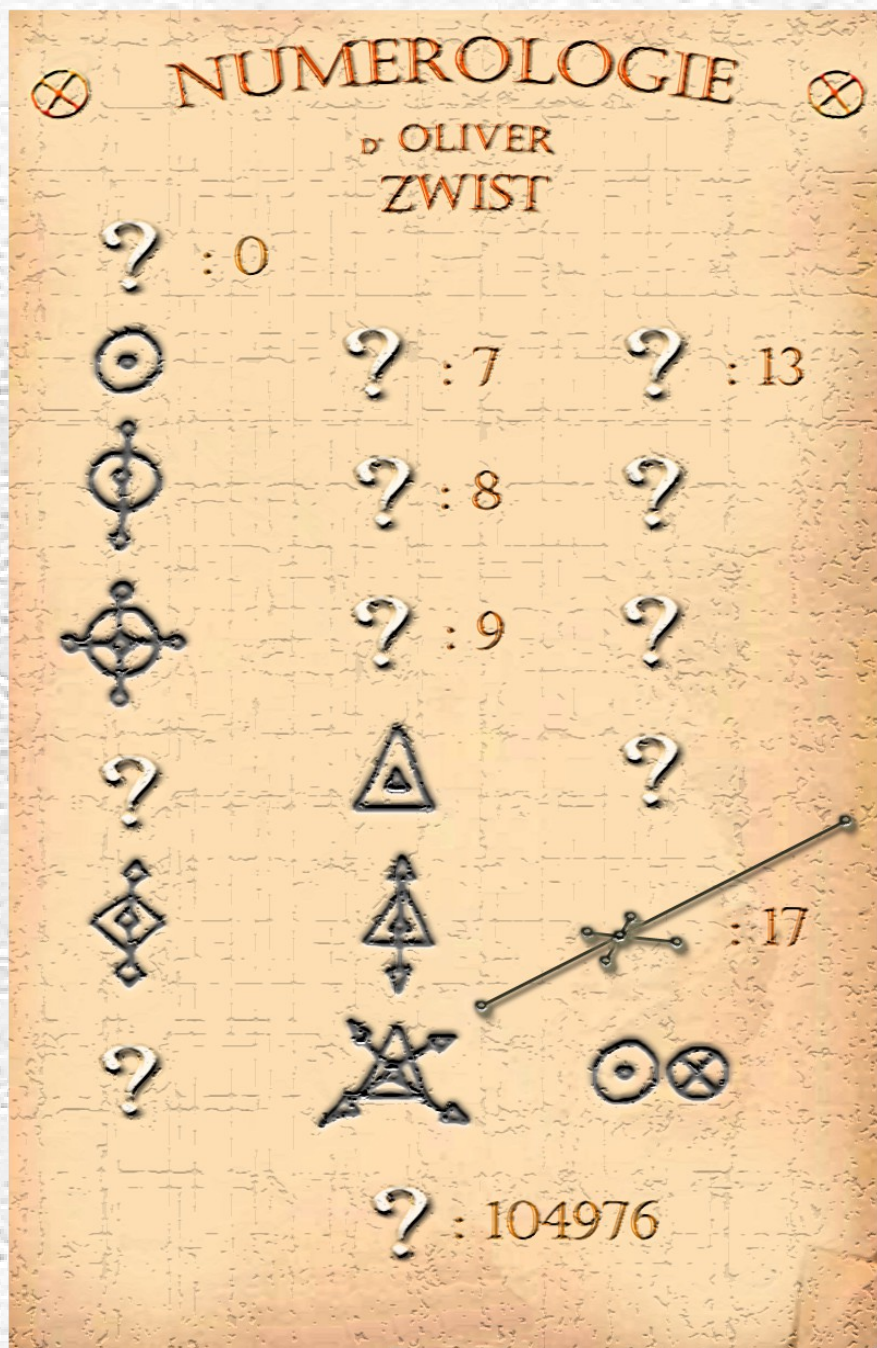 NUMEROLOGIE
D' OLIVER
ZWIST
? : 0
? : 7 ? : 13
? : 8 ?
? : 9 ?
? ?
: 17
?
? : 104976